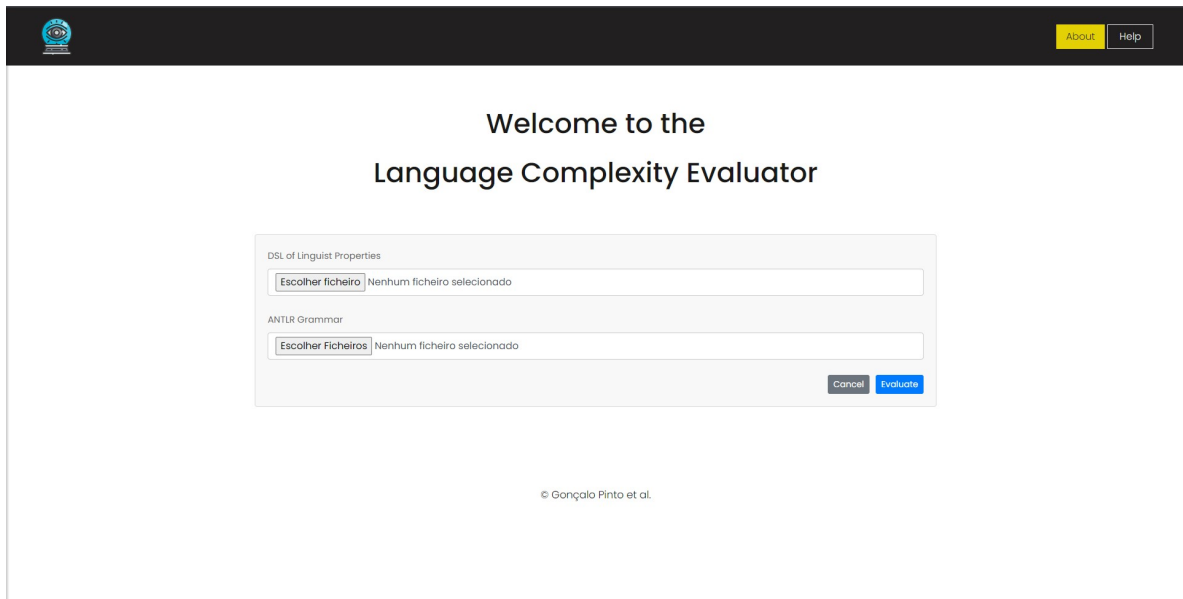 About Help
Welcome to the
Language Complexity Evaluator
DSL of Linguist Properties
Escolher ficheiro Nenhum ficheiro selecionado
ANTLR Grammar
Escolher Ficheiros Nenhum ficheiro selecionado
Cancel Evaluate
© Gonçalo Pinto et al.